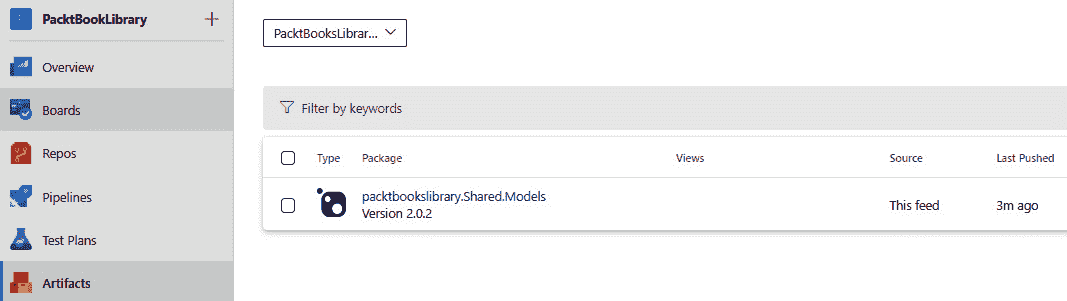 PacktBookLibrary
Overview
Boards
Repos
Pipelines
Test Plans
Artifacts
PacktBooksLibrar...
Filter by keywords
Type Package Views Source Last Pushed
packtbookslibrary.Shared.Models
Version 2.0.2
This feed
3m ago